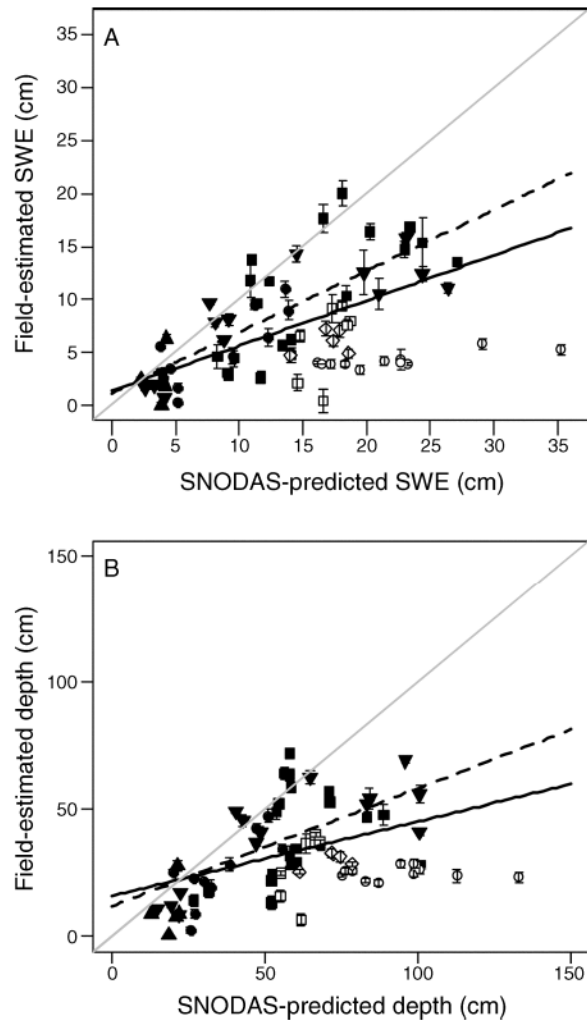 A
35
30
25
20
15
10
5
0
Field-estimated SWE (cm)
0 5 10 15 20 25 30 35
SNODAS-predicted SWE (cm)
B
150
100
50
0
Field-estimated depth (cm)
0 50 100 150
SNODAS-predicted depth (cm)